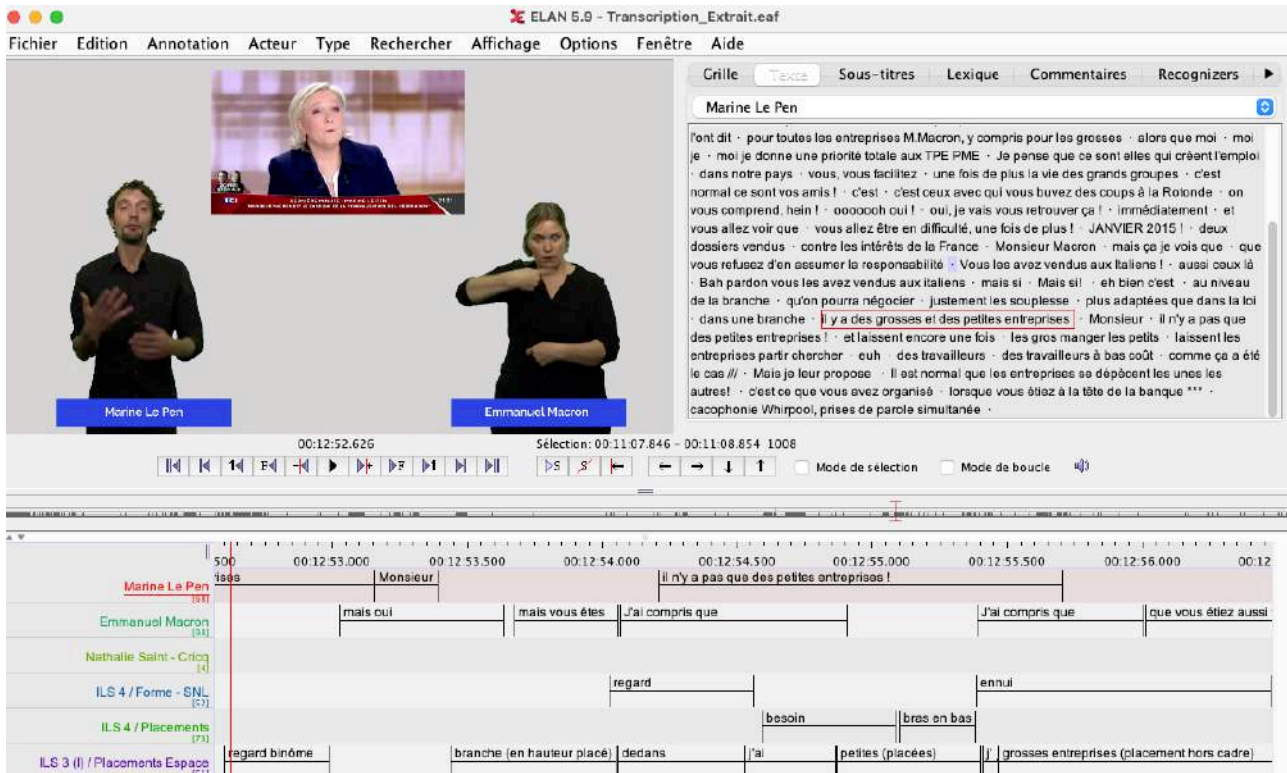 ELAN 5.9 - Transcription_Extrait.eaf
Fichier Edition Annotation Acteur Type Rechercher Affichage Options Fenêtre Aide
Grille Texte Sous-titres Lexique Commentaires Recognizers
Marine Le Pen
l'ont dit · pour toutes les entreprises M.Macron, y compris pour les grosses · alors que moi · moi
je · moi je donne une priorité totale aux TPE PME · Je pense que ce sont elles qui créent l'emploi
· dans notre pays · vous, vous facilitez · une fois de plus la vie des grands groupes · c'est
normal ce sont vos amis ! · c'est · c'est ceux avec qui vous buvez des coups à la Rotonde · on
vous comprend, hein ! · ooooooh oui ! · oui, je vais vous retrouver ça ! · immédiatement · et
vous allez voir que · vous allez être en difficulté, une fois de plus ! · JANVIER 2015 ! · deux
dossiers vendus · contre les intérêts de la France · Monsieur Macron · mais ça je vois que · que
vous refusez d'en assumer la responsabilité · Vous les avez vendus aux Italiens ! · aussi ceux là
· Bah pardon vous les avez vendus aux italiens · mais si · Mais si! · eh bien c'est · au niveau
de la branche · qu'on pourra négocier · justement les souplesse · plus adaptées que dans la loi
· dans une branche · il y a des grosses et des petites entreprises · Monsieur · il n'y a pas que
des petites entreprises ! · et laissent encore une fois · les gros manger les petits · laissent les
entreprises partir chercher · euh · des travailleurs · des travailleurs à bas coût · comme ça a été
le cas /// · Mais je leur propose · Il est normal que les entreprises se dépècent les unes les
autres! · c'est ce que vous avez organisé · lorsque vous étiez à la tête de la banque *** ·
cacophonie Whirpool, prises de parole simultanée ·
LCI
Marine Le Pen
Emmanuel Macron
00:12:52.626 Sélection: 00:11:07.846 - 00:11:08.854 1008
Mode de sélection Mode de boucle
500 00:12:53.000 00:12:53.500 00:12:54.000 00:12:54.500 00:12:55.000 00:12:55.500 00:12:56.000 00:12
Marine Le Pen
Monsieur il n'y a pas que des petites entreprises !
Emmanuel Macron
mais oui mais vous êtes J'ai compris que J'ai compris que que vous étiez aussi
Nathalie Saint-Cricq
[4]
ILS 4 / Forme - SNL
regard ennui
ILS 4 / Placements
[73]
besoin bras en bas
ILS 3 (I) / Placements Espace
regard binôme branche (en hauteur placé) dedans j'ai petites (placées) j' grosses entreprises (placement hors cadre)